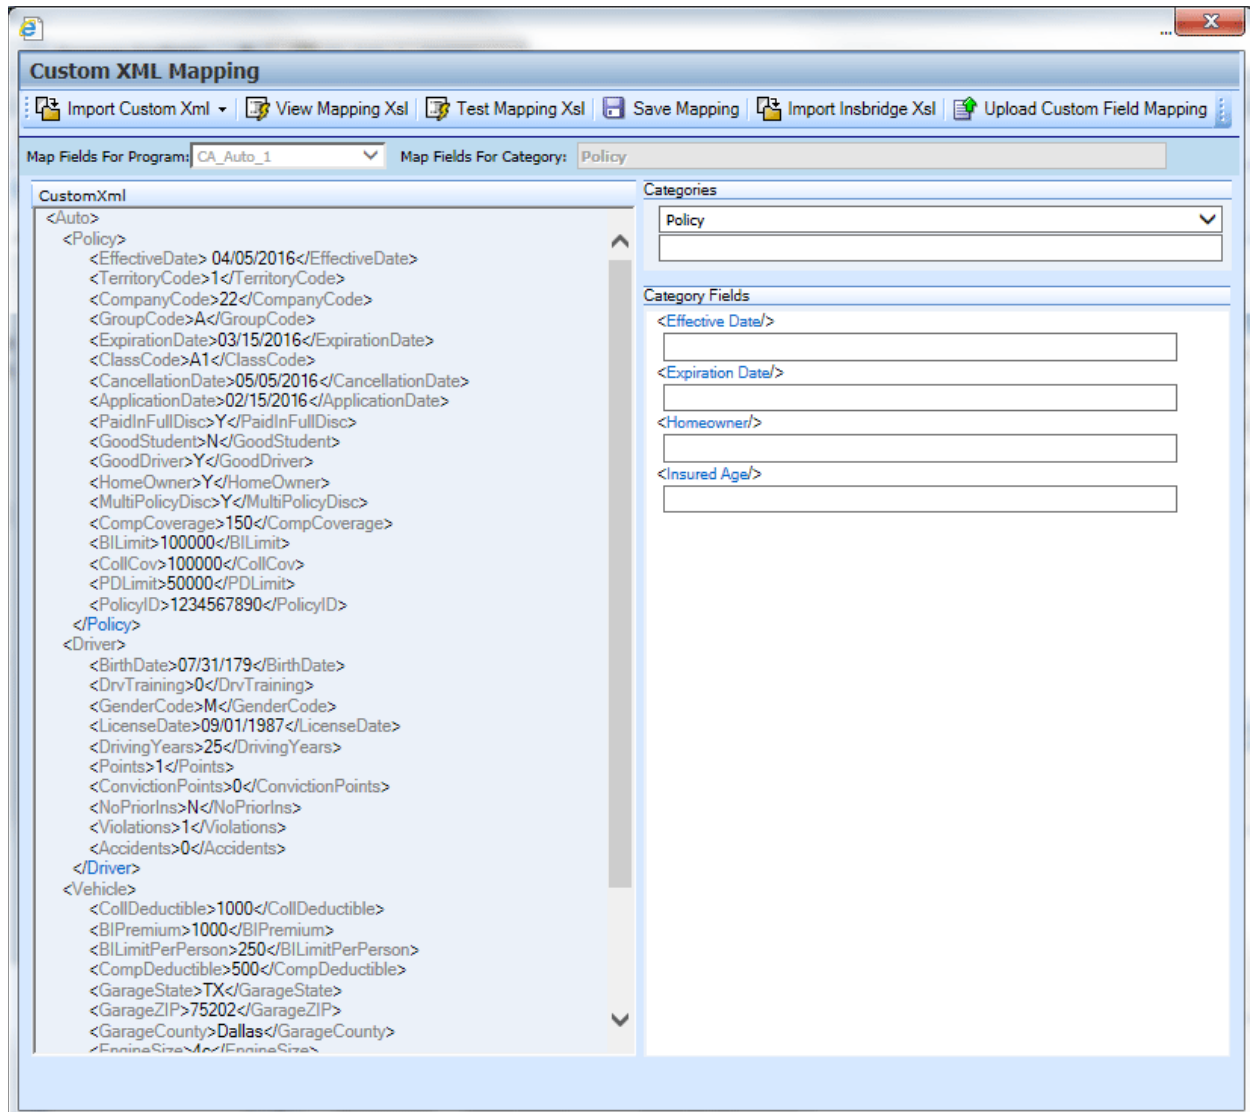 ...
Custom XML Mapping
Import Custom Xml View Mapping Xsl Test Mapping Xsl Save Mapping Import Insbridge Xsl Upload Custom Field Mapping
Map Fields For Program: CA_Auto_1 Map Fields For Category: Policy
CustomXml
<Auto>
<Policy>
<EffectiveDate> 04/05/2016</EffectiveDate>
<TerritoryCode>1</TerritoryCode>
<CompanyCode>22</CompanyCode>
<GroupCode>A</GroupCode>
<ExpirationDate>03/15/2016</ExpirationDate>
<ClassCode>A1</ClassCode>
<CancellationDate>05/05/2016</CancellationDate>
<ApplicationDate>02/15/2016</ApplicationDate>
<PaidInFullDisc>Y</PaidInFullDisc>
<GoodStudent>N</GoodStudent>
<GoodDriver>Y</GoodDriver>
<HomeOwner>Y</HomeOwner>
<MultiPolicyDisc>Y</MultiPolicyDisc>
<CompCoverage>150</CompCoverage>
<BILimit>100000</BILimit>
<CollCov>100000</CollCov>
<PDLimit>50000</PDLimit>
<PolicyID>1234567890</PolicyID>
</Policy>
<Driver>
<BirthDate>07/31/179</BirthDate>
<DrvTraining>0</DrvTraining>
<GenderCode>M</GenderCode>
<LicenseDate>09/01/1987</LicenseDate>
<DrivingYears>25</DrivingYears>
<Points>1</Points>
<ConvictionPoints>0</ConvictionPoints>
<NoPriorIns>N</NoPriorIns>
<Violations>1</Violations>
<Accidents>0</Accidents>
</Driver>
<Vehicle>
<CollDeductible>1000</CollDeductible>
<BIPremium>1000</BIPremium>
<BILimitPerPerson>250</BILimitPerPerson>
<CompDeductible>500</CompDeductible>
<GarageState>TX</GarageState>
<GarageZIP>75202</GarageZIP>
<GarageCounty>Dallas</GarageCounty>
<EngineSize>4c</EngineSize>
Categories
Policy
Category Fields
<Effective Date/>
<Expiration Date/>
<Homeowner/>
<Insured Age/>